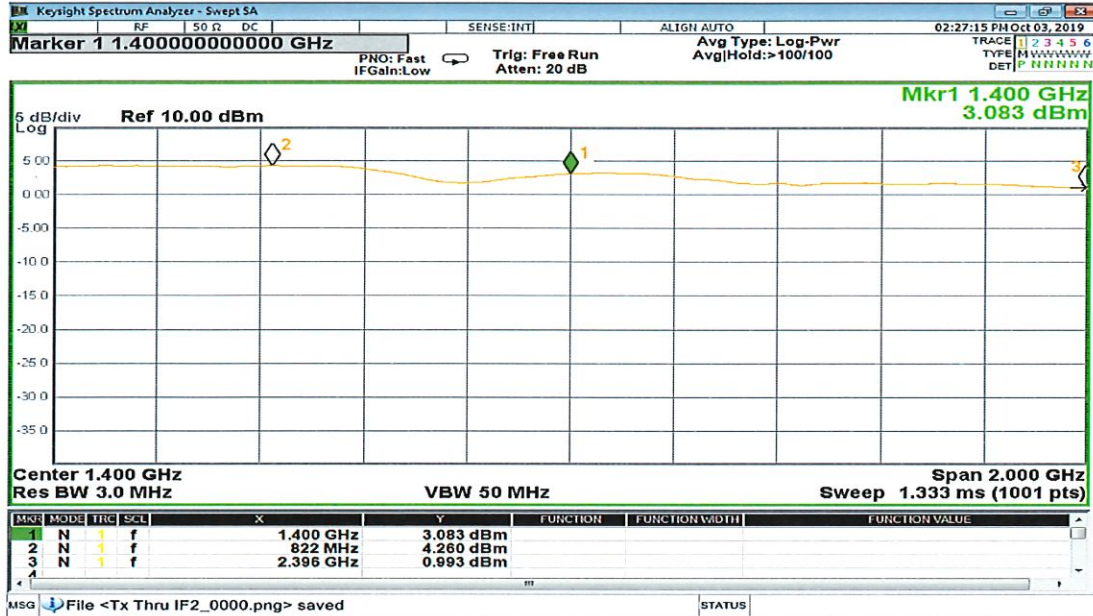 Keysight Spectrum Analyzer - Swept SA
RF 50 Ω DC SENSE:INT ALIGN AUTO 02:27:15 PM Oct 03, 2019
Marker 1 1.400000000000 GHz
PNO: Fast
IFGain:Low
Trig: Free Run
Atten: 20 dB
Avg Type: Log-Pwr
Avg|Hold:>100/100
TRACE 1 2 3 4 5 6
TYPE M W W W W W
DET P N N N N N
Mkr1 1.400 GHz
3.083 dBm
5 dB/div Ref 10.00 dBm
Log
2
1
3
5.00
0.00
-5.00
-10.0
-15.0
-20.0
-25.0
-30.0
-35.0
Center 1.400 GHz Span 2.000 GHz
Res BW 3.0 MHz VBW 50 MHz Sweep 1.333 ms (1001 pts)
MKR MODE TRC SCL X Y FUNCTION FUNCTION WIDTH FUNCTION VALUE
1 N 1 f 1.400 GHz 3.083 dBm
2 N 1 f 822 MHz 4.260 dBm
3 N 1 f 2.396 GHz 0.993 dBm
4
MSG File <Tx Thru IF2_0000.png> saved STATUS